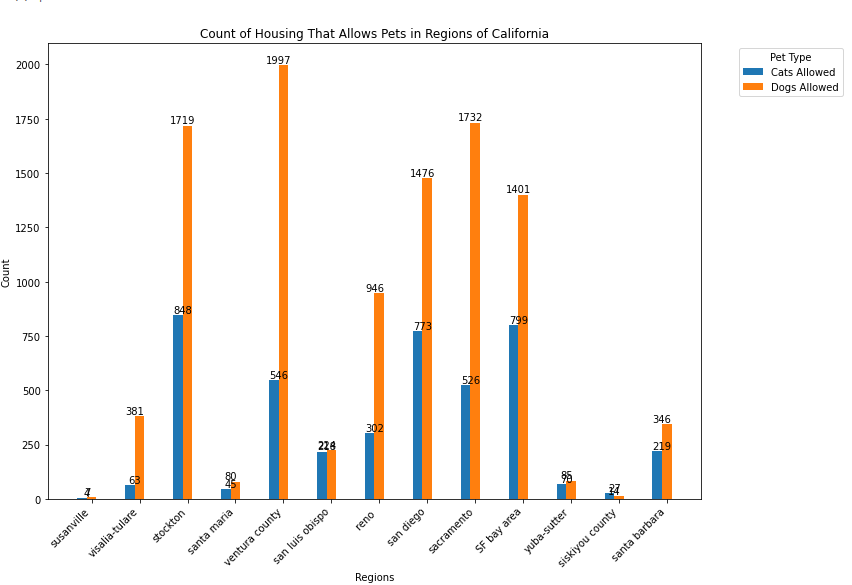 Count of Housing That Allows Pets in Regions of California
Pet Type
Cats Allowed
Dogs Allowed
Count
2000
1750
1500
1250
1000
750
500
250
0
4
63
381
848
1719
45
80
546
1997
224
302
946
773
1476
526
1732
799
1401
70
85
27
14
219
346
susanville
visalia-tulare
stockton
santa maria
ventura county
san luis obispo
reno
san diego
sacramento
SF bay area
yuba-sutter
siskiyou county
santa barbara
Regions